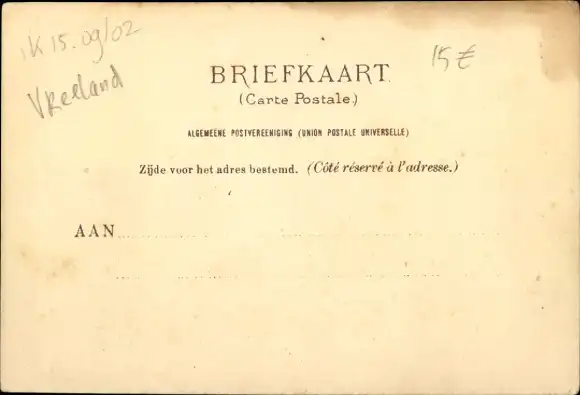 iK 15.09/02
Vreeland
15€
BRIEFKAART.
(Carte Postale.)
ALGEMEENE POSTVEREENIGING (UNION POSTALE UNIVERSELLE)
Zijde voor het adres bestemd. (Côté réservé à l'adresse.)
AAN